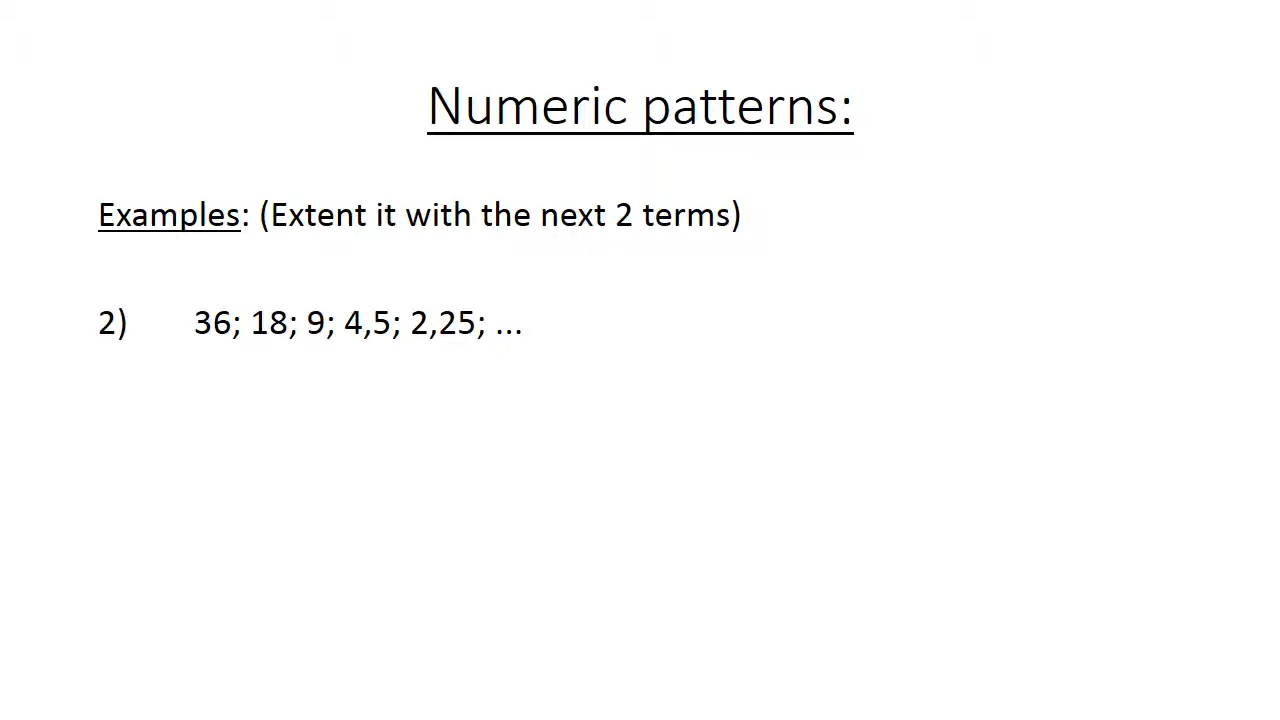 Numeric patterns:
Examples: (Extent it with the next 2 terms)
2) 36; 18; 9; 4,5; 2,25; ...